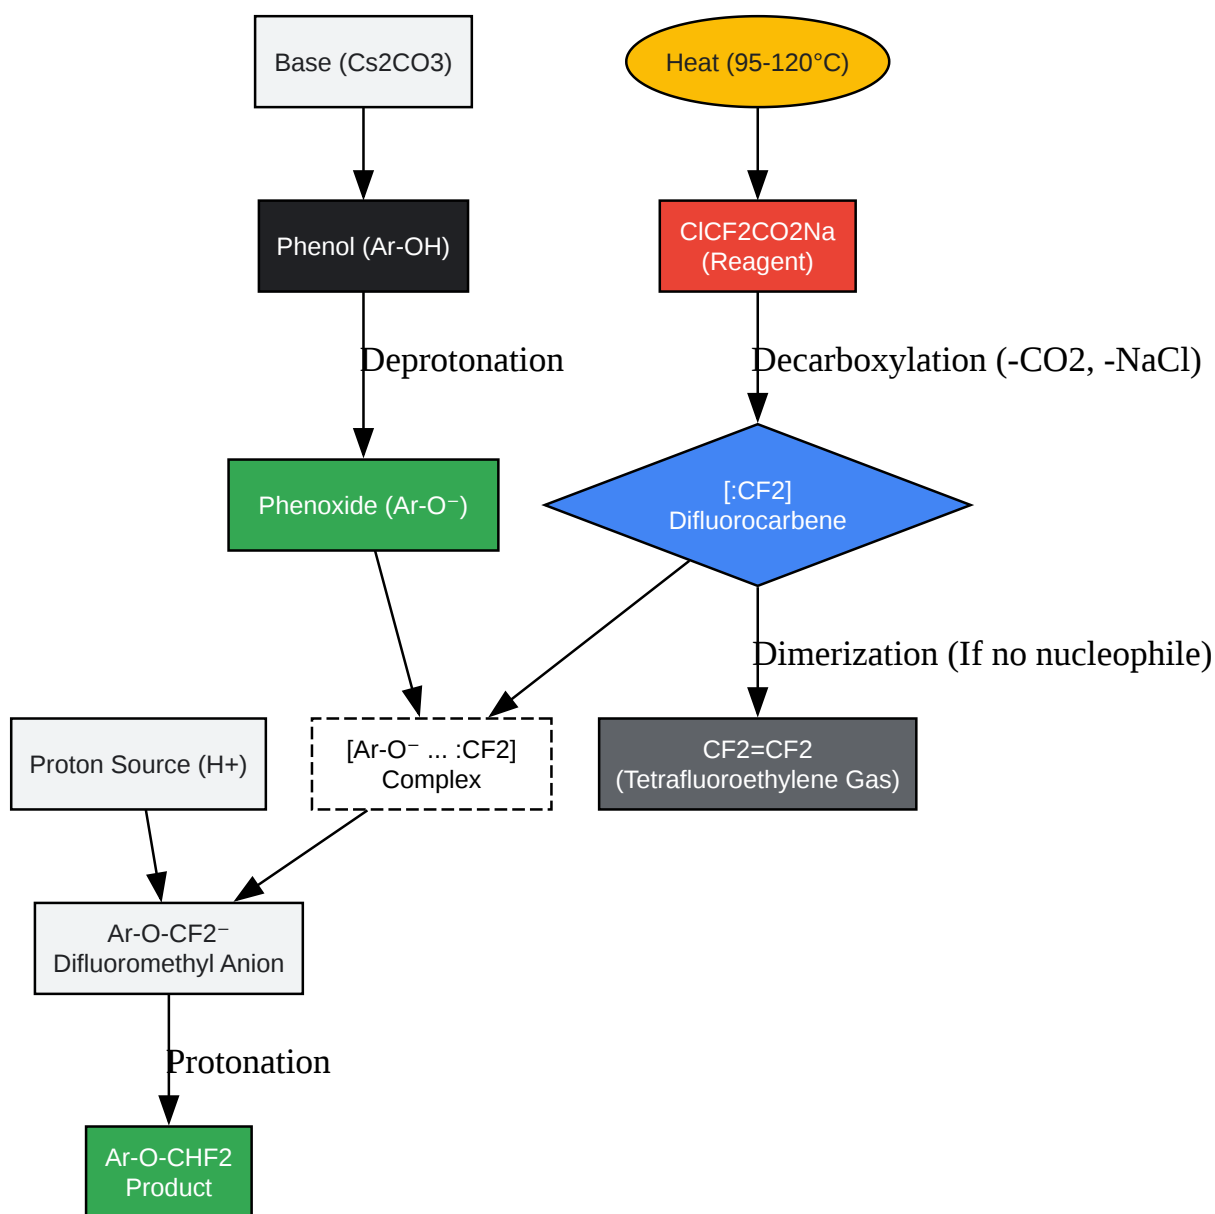 Base (Cs2CO3)
Heat (95-120°C)
Phenol (Ar-OH)
ClCF2CO2Na
(Reagent)
Deprotonation
Decarboxylation (-CO2, -NaCl)
Phenoxide (Ar-O⁻)
[:CF2]
Difluorocarbene
Dimerization (If no nucleophile)
Proton Source (H+)
[Ar-O⁻ ... :CF2]
Complex
CF2=CF2
(Tetrafluoroethylene Gas)
Ar-O-CF2⁻
Difluoromethyl Anion
Protonation
Ar-O-CHF2
Product